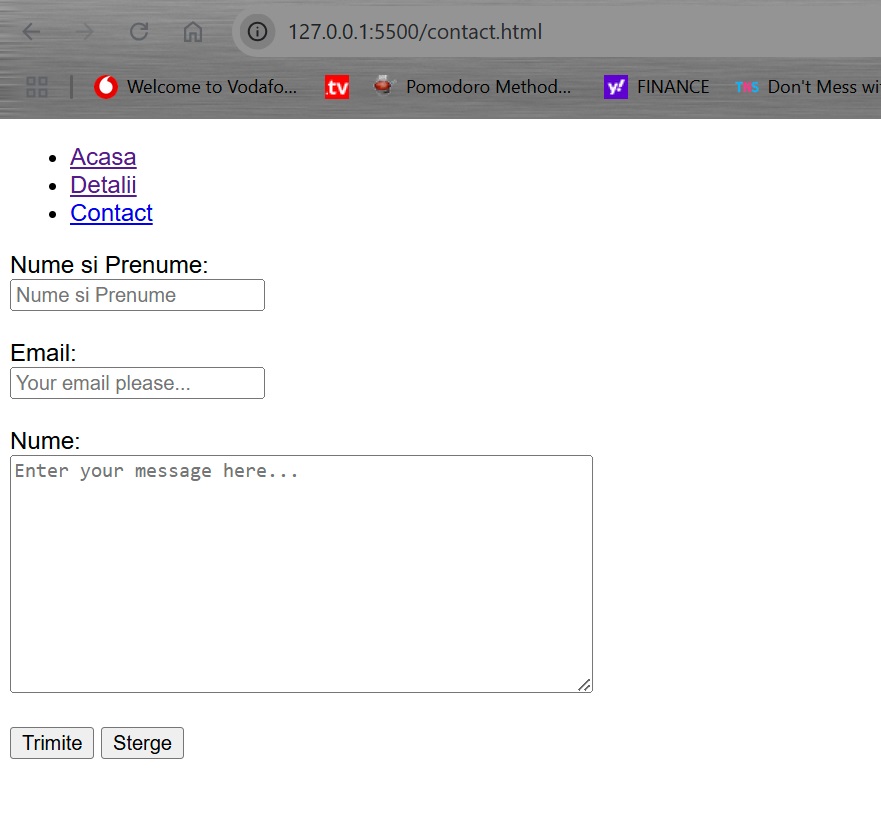 127.0.0.1:5500/contact.html
Welcome to Vodafo... .tv Pomodoro Method... y! FINANCE TMS Don't Mess wi
Acasa
Detalii
Contact
Nume si Prenume:
Nume si Prenume
Email:
Your email please...
Nume:
Enter your message here...
Trimite Sterge